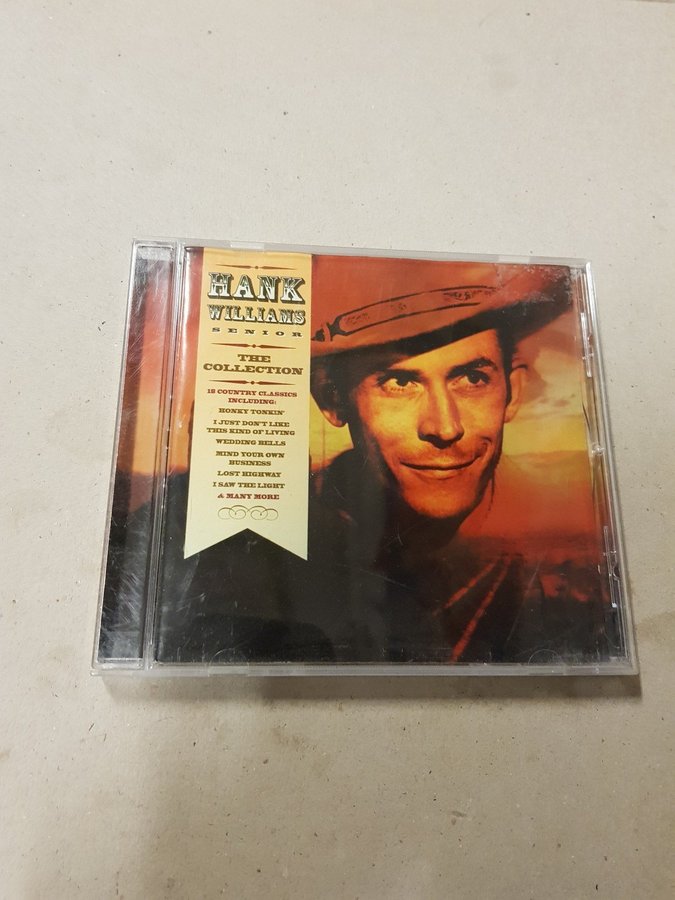 HANK
WILLIAMS
SENIOR
THE
COLLECTION
18 COUNTRY CLASSICS
INCLUDING:
HONKY TONKIN'
I JUST DON'T LIKE
THIS KIND OF LIVING
WEDDING BELLS
MIND YOUR OWN
BUSINESS
LOST HIGHWAY
I SAW THE LIGHT
& MANY MORE